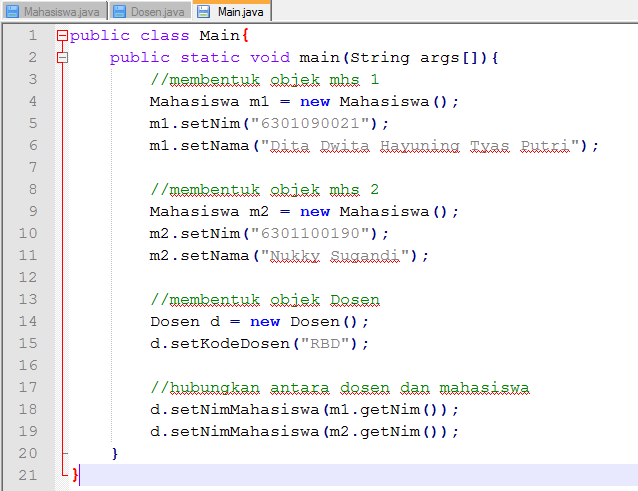 Mahasiswa.java Dosen.java Main.java
1 public class Main{
2 public static void main(String args[]){
3 //membentuk objek mhs 1
4 Mahasiswa m1 = new Mahasiswa();
5 m1.setNim("6301090021");
6 m1.setNama("Dita Dwita Hayuning Tyas Putri");
7
8 //membentuk objek mhs 2
9 Mahasiswa m2 = new Mahasiswa();
10 m2.setNim("6301100190");
11 m2.setNama("Nukky Sugandi");
12
13 //membentuk objek Dosen
14 Dosen d = new Dosen();
15 d.setKodeDosen("RBD");
16
17 //hubungkan antara dosen dan mahasiswa
18 d.setNimMahasiswa(m1.getNim());
19 d.setNimMahasiswa(m2.getNim());
20 }
21 }